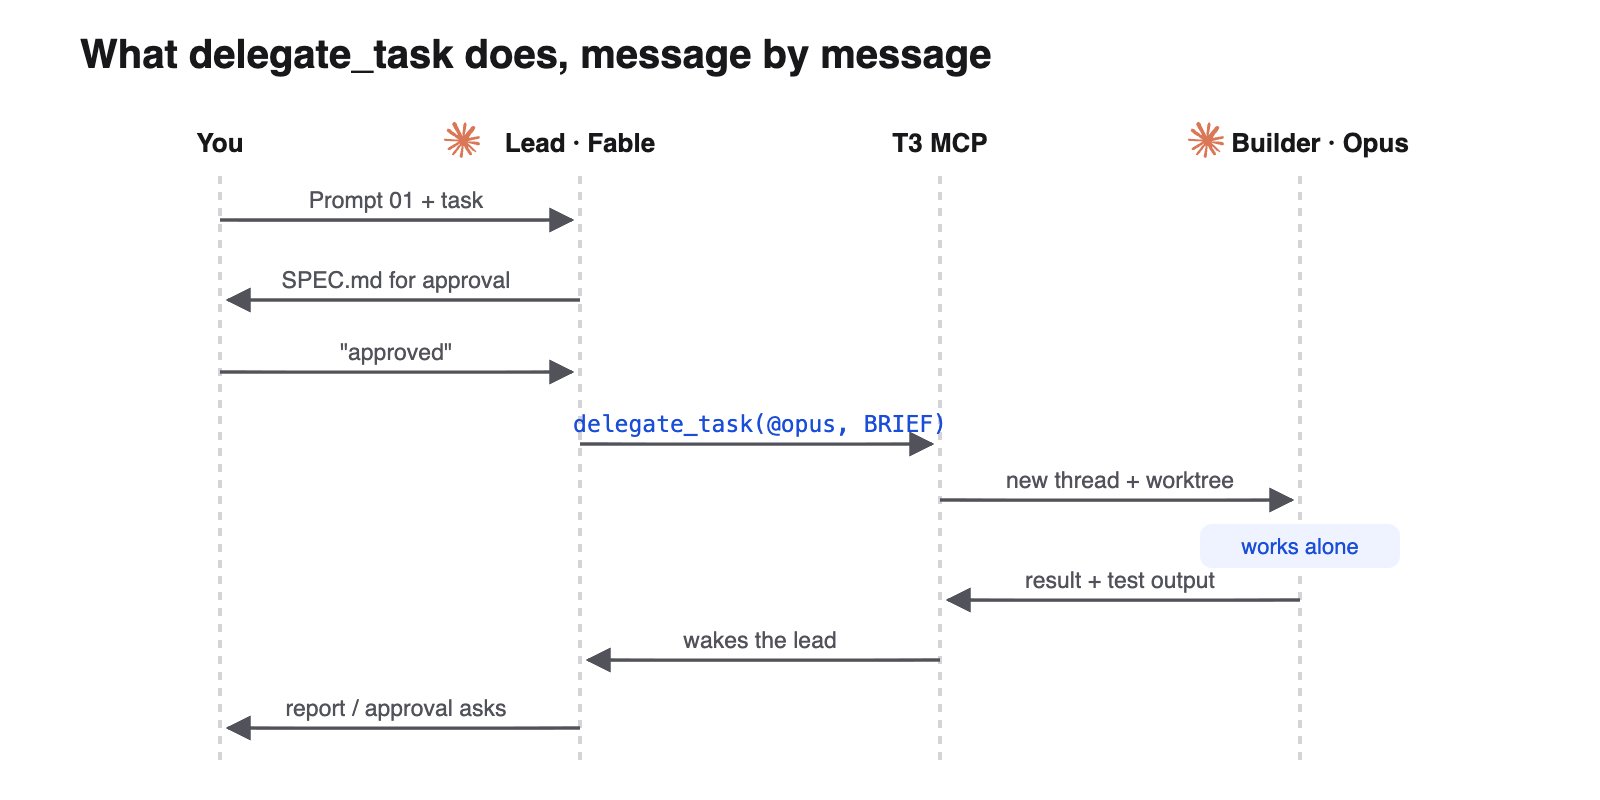 What delegate_task does, message by message
You
Lead · Fable
T3 MCP
Builder · Opus
Prompt 01 + task
SPEC.md for approval
"approved"
delegate_task(@opus, BRIEF)
new thread + worktree
works alone
result + test output
wakes the lead
report / approval asks